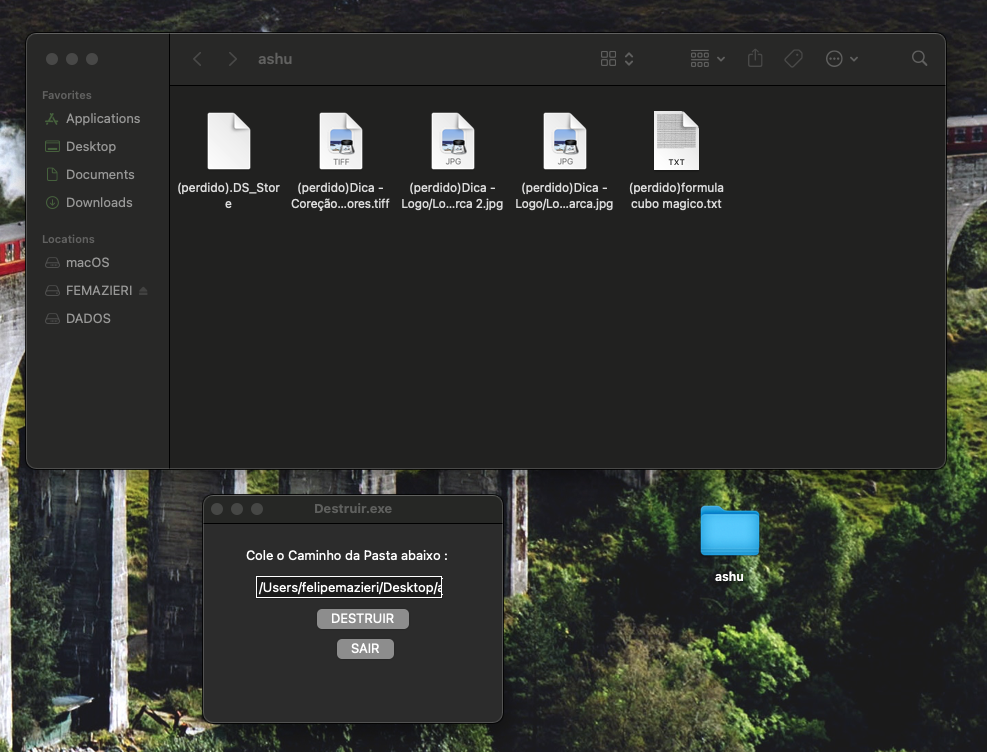 ashu
Favorites
Applications
Desktop
Documents
Downloads
Locations
macOS
FEMAZIERI
DADOS
TIFF
JPG
JPG
TXT
(perdido).DS_Stor
e
(perdido)Dica -
Coreção...ores.tiff
(perdido)Dica -
Logo/Lo...rca 2.jpg
(perdido)Dica -
Logo/Lo...arca.jpg
(perdido)formula
cubo magico.txt
Destruir.exe
Cole o Caminho da Pasta abaixo :
/Users/felipemazieri/Desktop/a
DESTRUIR
SAIR
ashu